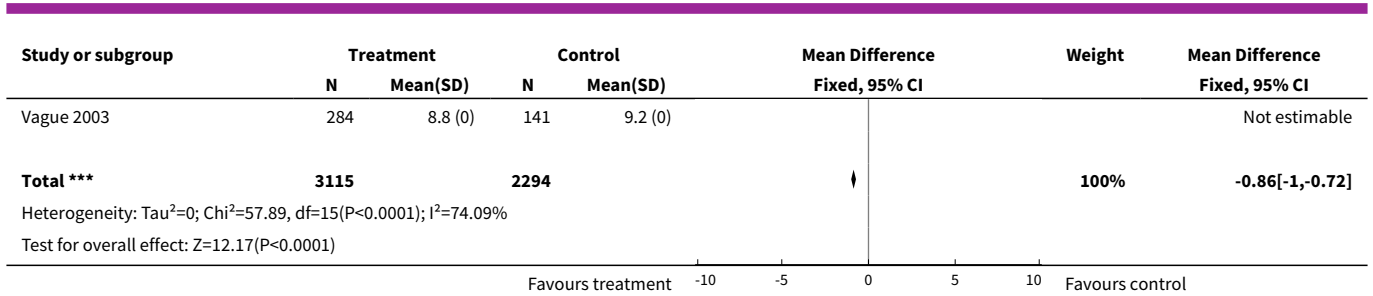 Study or subgroup Treatment Control Mean Difference Weight Mean Difference
N Mean(SD) N Mean(SD) Fixed, 95% CI Fixed, 95% CI
Vague 2003 284 8.8 (0) 141 9.2 (0) Not estimable
Total *** 3115 2294 100% -0.86[-1,-0.72]
Heterogeneity: Tau²=0; Chi²=57.89, df=15(P<0.0001); I²=74.09%
Test for overall effect: Z=12.17(P<0.0001)
Favours treatment -10 -5 0 5 10 Favours control